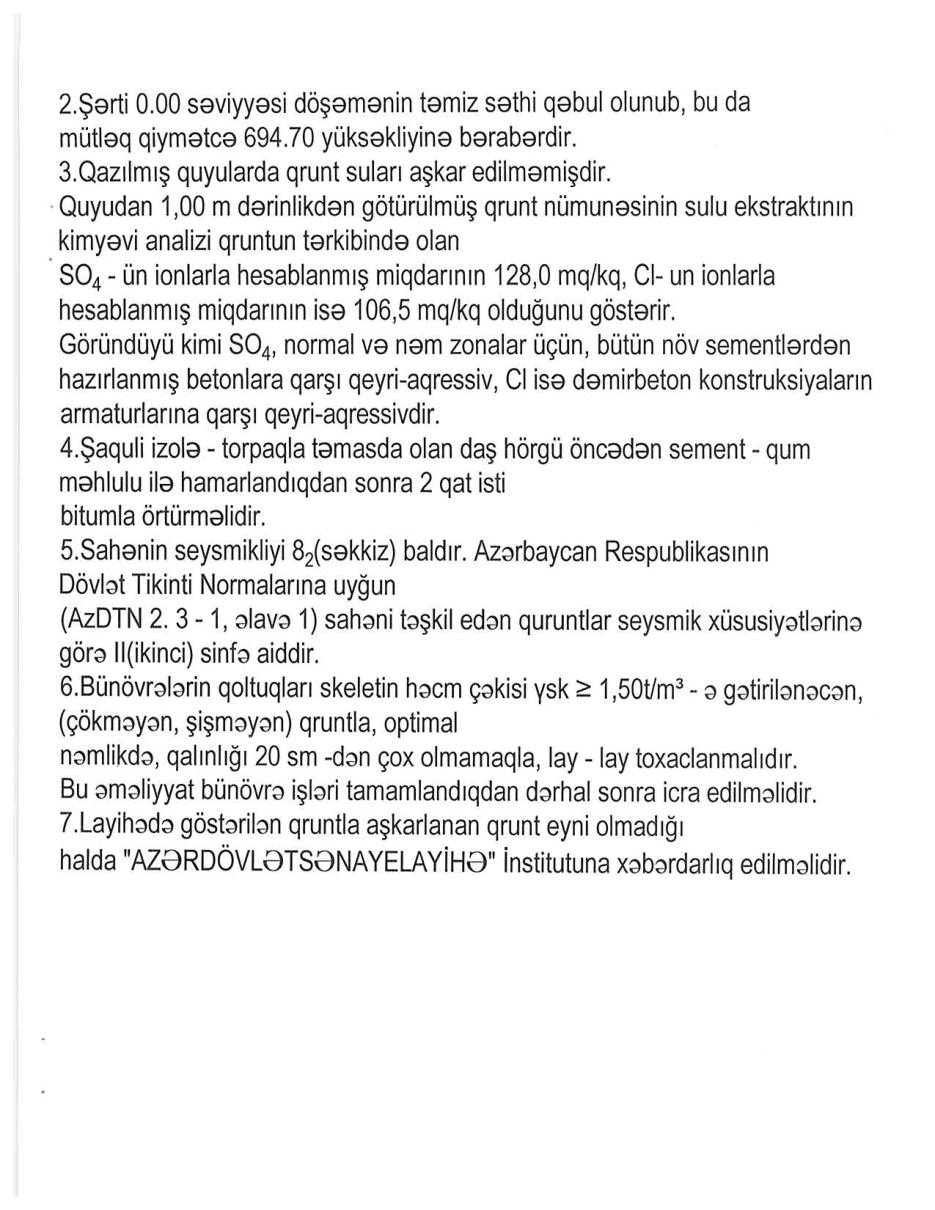 2.Şərti 0.00 səviyyəsi döşəmənin təmiz səthi qəbul olunub, bu da
mütləq qiymətcə 694.70 yüksəkliyinə bərabərdir.
3.Qazılmış quyularda qrunt suları aşkar edilməmişdir.
Quyudan 1,00 m dərinlikdən götürülmüş qrunt nümunəsinin sulu ekstraktının
kimyəvi analizi qruntun tərkibində olan
SO₄ - ün ionlarla hesablanmış miqdarının 128,0 mq/kq, Cl- un ionlarla
hesablanmış miqdarının isə 106,5 mq/kq olduğunu göstərir.
Göründüyü kimi SO₄, normal və nəm zonalar üçün, bütün növ sementlərdən
hazırlanmış betonlara qarşı qeyri-aqressiv, Cl isə dəmirbeton konstruksiyaların
armaturlarına qarşı qeyri-aqressivdir.
4.Şaquli izolə - torpaqla təmasda olan daş hörgü öncədən sement - qum
məhlulu ilə hamarlandıqdan sonra 2 qat isti
bitumla örtürməlidir.
5.Sahənin seysmikliyi 8₂(səkkiz) baldır. Azərbaycan Respublikasının
Dövlət Tikinti Normalarına uyğun
(AzDTN 2. 3 - 1, əlavə 1) sahəni təşkil edən quruntlar seysmik xüsusiyətlərinə
görə II(ikinci) sinfə aiddir.
6.Bünövrələrin qoltuqları skeletin həcm çəkisi γsk ≥ 1,50t/m³ - ə gətirilənəcən,
(çökməyən, şişməyən) qruntla, optimal
nəmlikdə, qalınlığı 20 sm -dən çox olmamaqla, lay - lay toxaclanmalıdır.
Bu əməliyyat bünövrə işləri tamamlandıqdan dərhal sonra icra edilməlidir.
7.Layihədə göstərilən qruntla aşkarlanan qrunt eyni olmadığı
halda "AZƏRDÖVLƏTSƏNAYELAYİHƏ" İnstitutuna xəbərdarlıq edilməlidir.